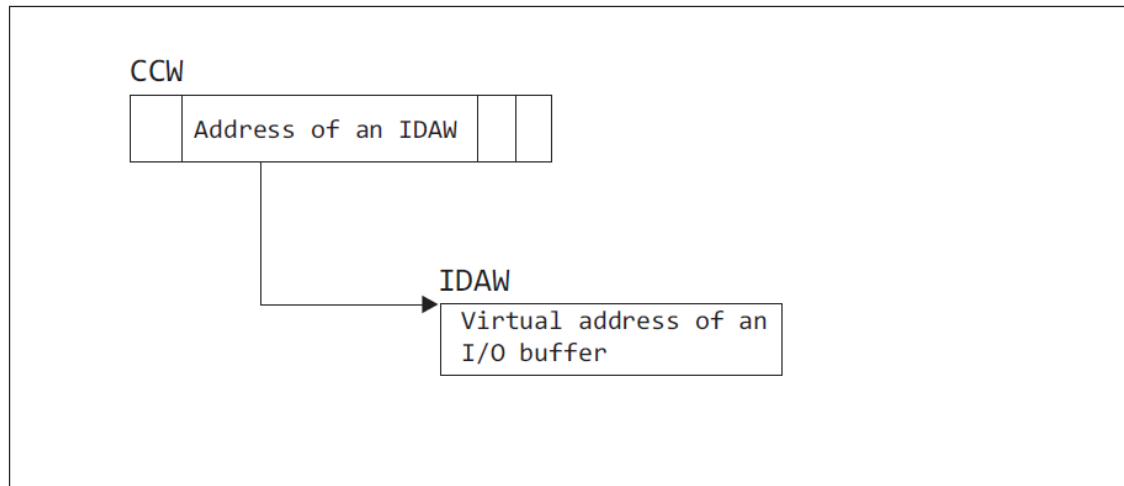 CCW
Address of an IDAW
IDAW
Virtual address of an
I/O buffer